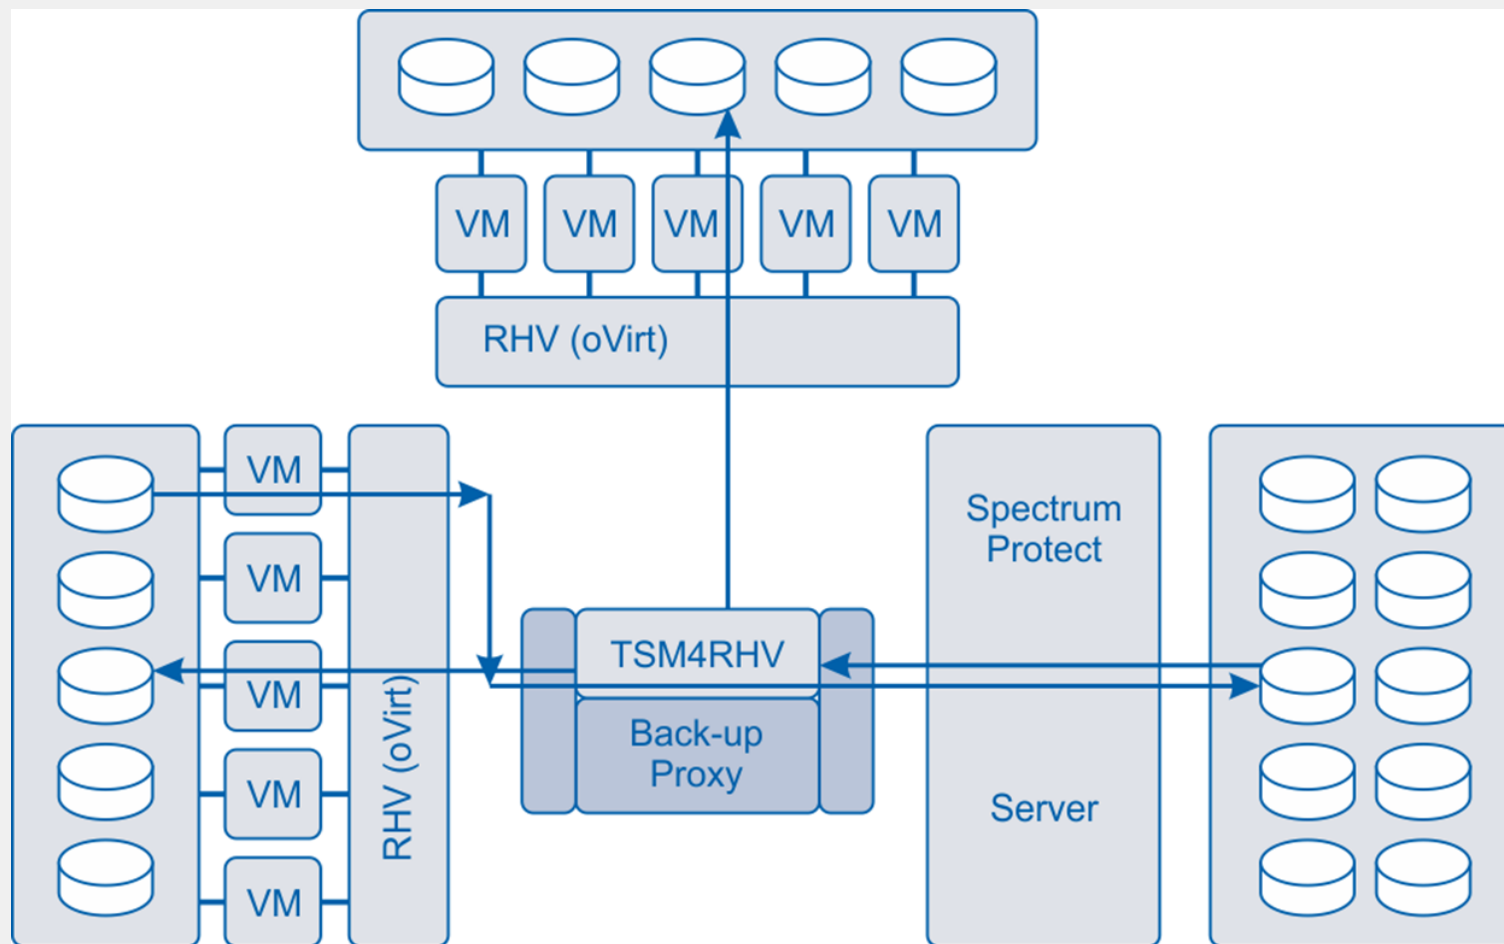 VM
VM
VM
VM
VM
RHV (oVirt)
VM
VM
VM
VM
VM
RHV (oVirt)
TSM4RHV
Back-up
Proxy
Spectrum
Protect
Server